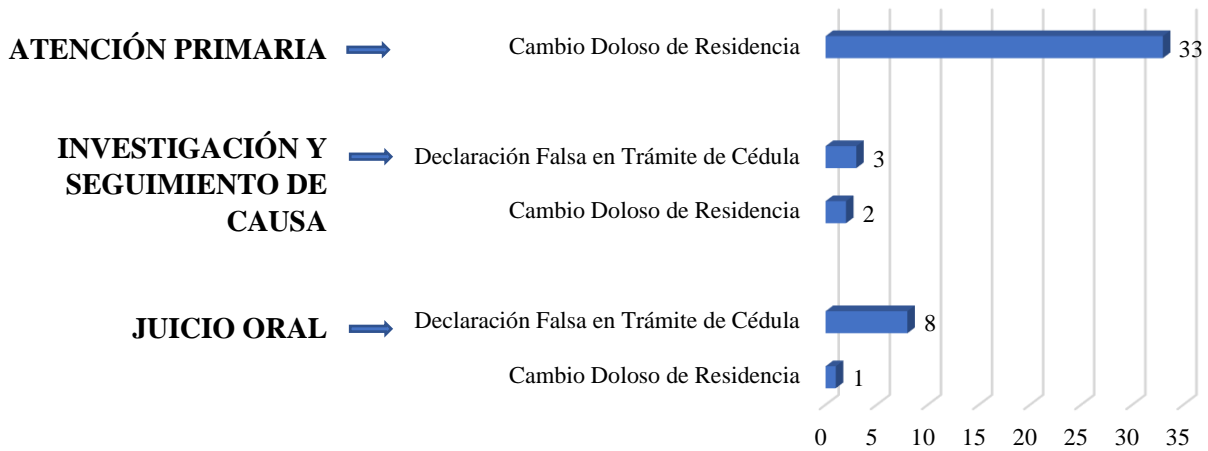 ATENCIÓN PRIMARIA
Cambio Doloso de Residencia
33
INVESTIGACIÓN Y
SEGUIMIENTO DE
CAUSA
Declaración Falsa en Trámite de Cédula
3
Cambio Doloso de Residencia
2
JUICIO ORAL
Declaración Falsa en Trámite de Cédula
8
Cambio Doloso de Residencia
1
0 5 10 15 20 25 30 35